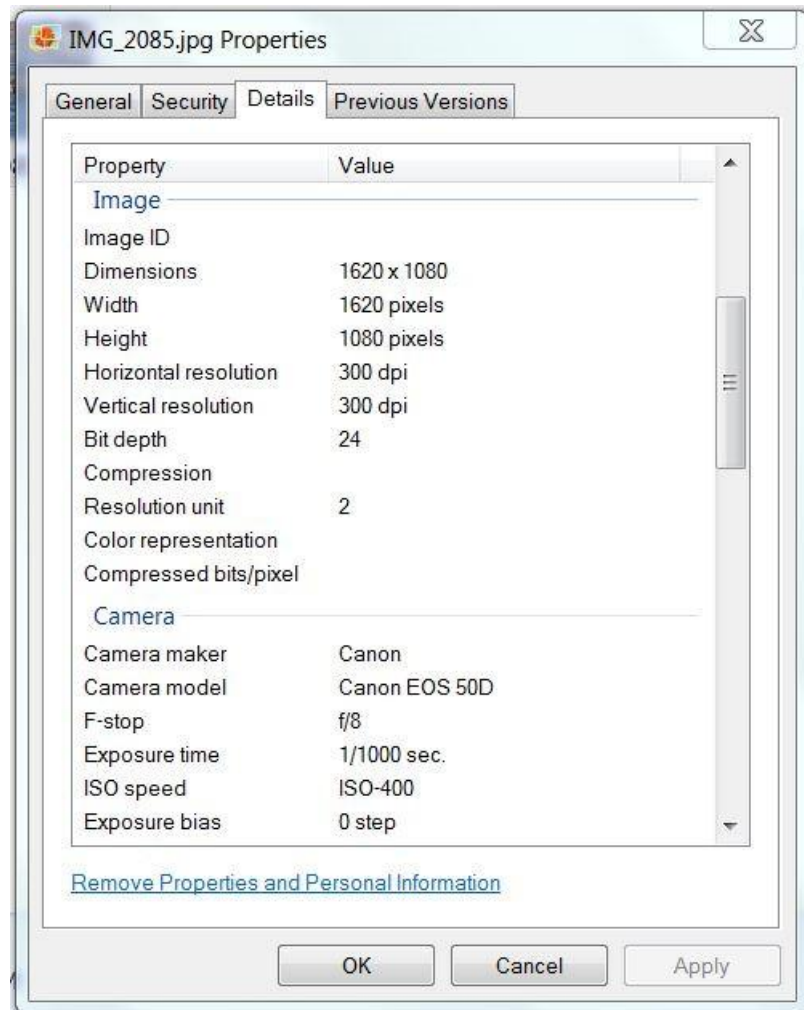 IMG_2085.jpg Properties
General Security Details Previous Versions
Property Value
Image
Image ID
Dimensions 1620 x 1080
Width 1620 pixels
Height 1080 pixels
Horizontal resolution 300 dpi
Vertical resolution 300 dpi
Bit depth 24
Compression
Resolution unit 2
Color representation
Compressed bits/pixel
Camera
Camera maker Canon
Camera model Canon EOS 50D
F-stop f/8
Exposure time 1/1000 sec.
ISO speed ISO-400
Exposure bias 0 step
Remove Properties and Personal Information
OK Cancel Apply